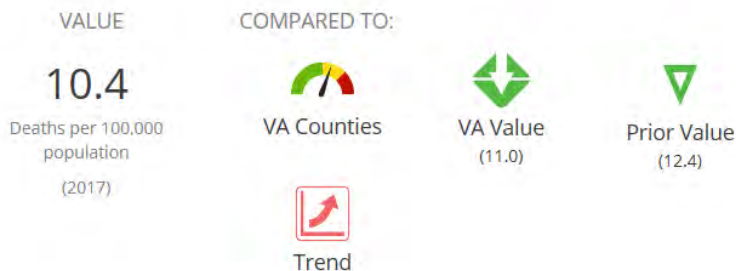 VALUE
COMPARED TO:
10.4
Deaths per 100,000
population
(2017)
VA Counties
VA Value
(11.0)
Prior Value
(12.4)
Trend